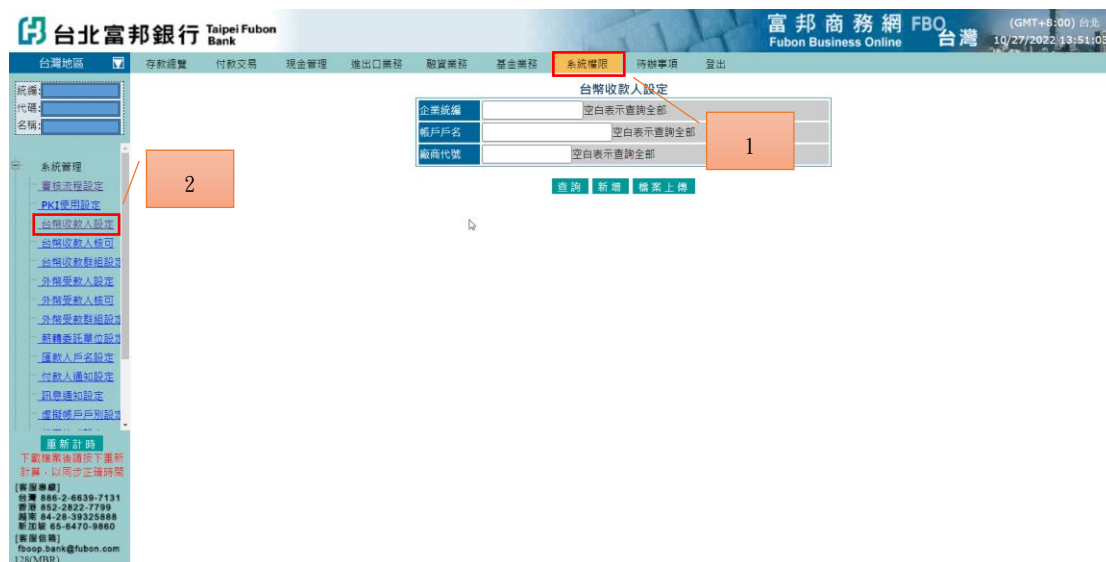 台北富邦銀行 Taipei Fubon Bank
富邦商務網 FBO 台灣
Fubon Business Online
(GMT+8:00) 台北
10/27/2022 13:51:03
台灣地區
存款總覽 付款交易 現金管理 進出口業務 融資業務 基金業務 系統權限 待辦事項 登出
統編:
代碼:
名稱:
台幣收款人設定
企業統編 空白表示查詢全部
帳戶戶名 空白表示查詢全部
廠商代號 空白表示查詢全部
查詢 新增 檔案上傳
1
2
系統管理
審核流程設定
PKI使用設定
台幣收款人設定
台幣收款人核可
台幣收款群組設定
外幣受款人設定
外幣受款人核可
外幣受款群組設定
薪轉委託單位設定
匯款人戶名設定
付款人通知設定
訊息通知設定
虛擬帳戶戶別設定
重新計時
下載檔案後請按下重新
計算，以同步正確時間
[客服專線]
台灣 886-2-6639-7131
香港 852-2822-7799
越南 84-28-39325888
新加坡 65-6470-9860
[客服信箱]
fboop.bank@fubon.com
128(MBR)